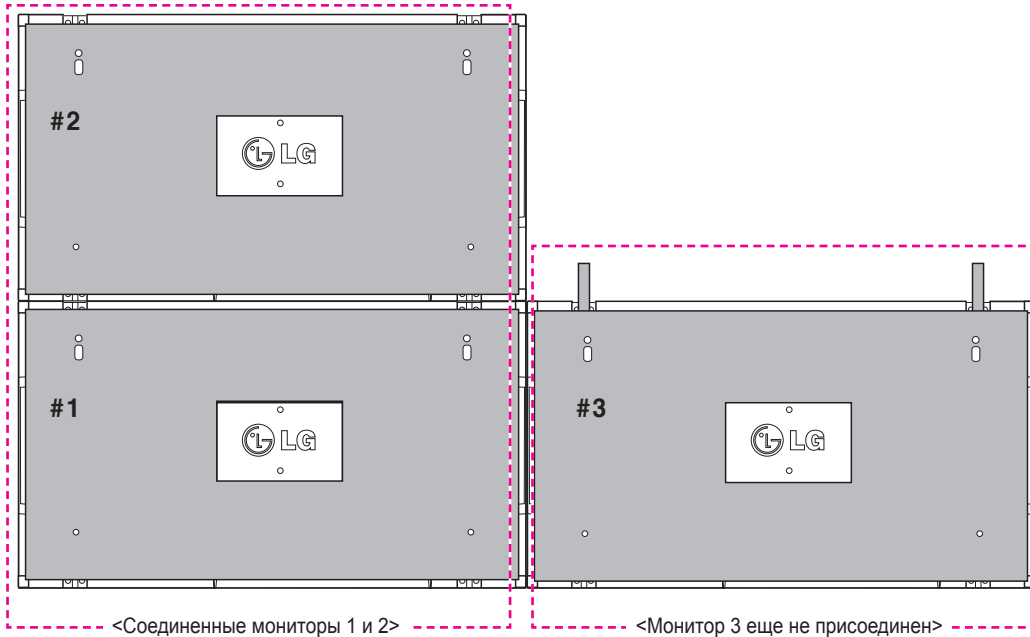 #2
LG
#1
LG
#3
LG
<Соединенные мониторы 1 и 2>
<Монитор 3 еще не присоединен>